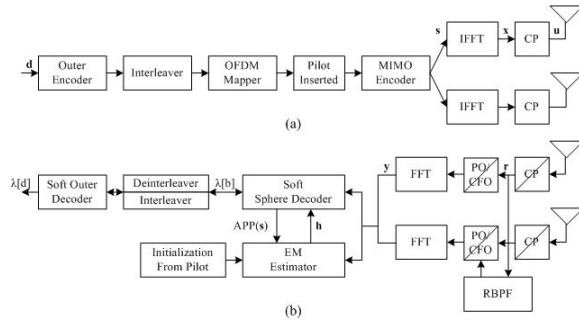 d
Outer
Encoder
Interleaver
OFDM
Mapper
Pilot
Inserted
MIMO
Encoder
s
IFFT
x
CP
u
IFFT
CP
(a)
λ[d]
Soft Outer
Decoder
Deinterleaver
Interleaver
λ[b]
Soft
Sphere Decoder
y
FFT
PO/
CFO
r
CP
APP(s)
h
FFT
PO/
CFO
CP
Initialization
From Pilot
EM
Estimator
RBPF
(b)